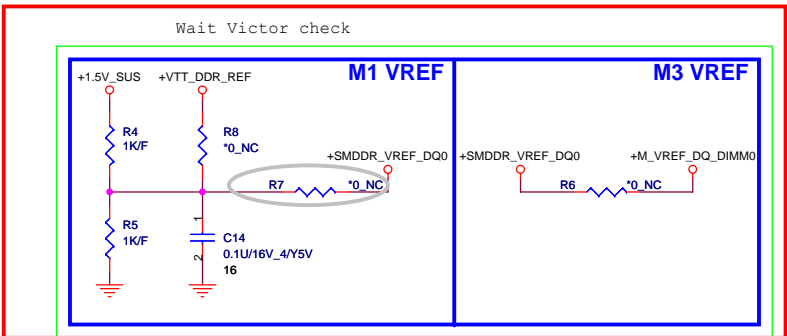 Wait Victor check
M1 VREF
M3 VREF
+1.5V_SUS
+VTT_DDR_REF
R4
1K/F
R8
*0_NC
+SMDDR_VREF_DQ0
R7
*0_NC
R5
1K/F
1
C14
0.1U/16V_4/Y5V
2
16
+SMDDR_VREF_DQ0
+M_VREF_DQ_DIMM0
R6
*0_NC